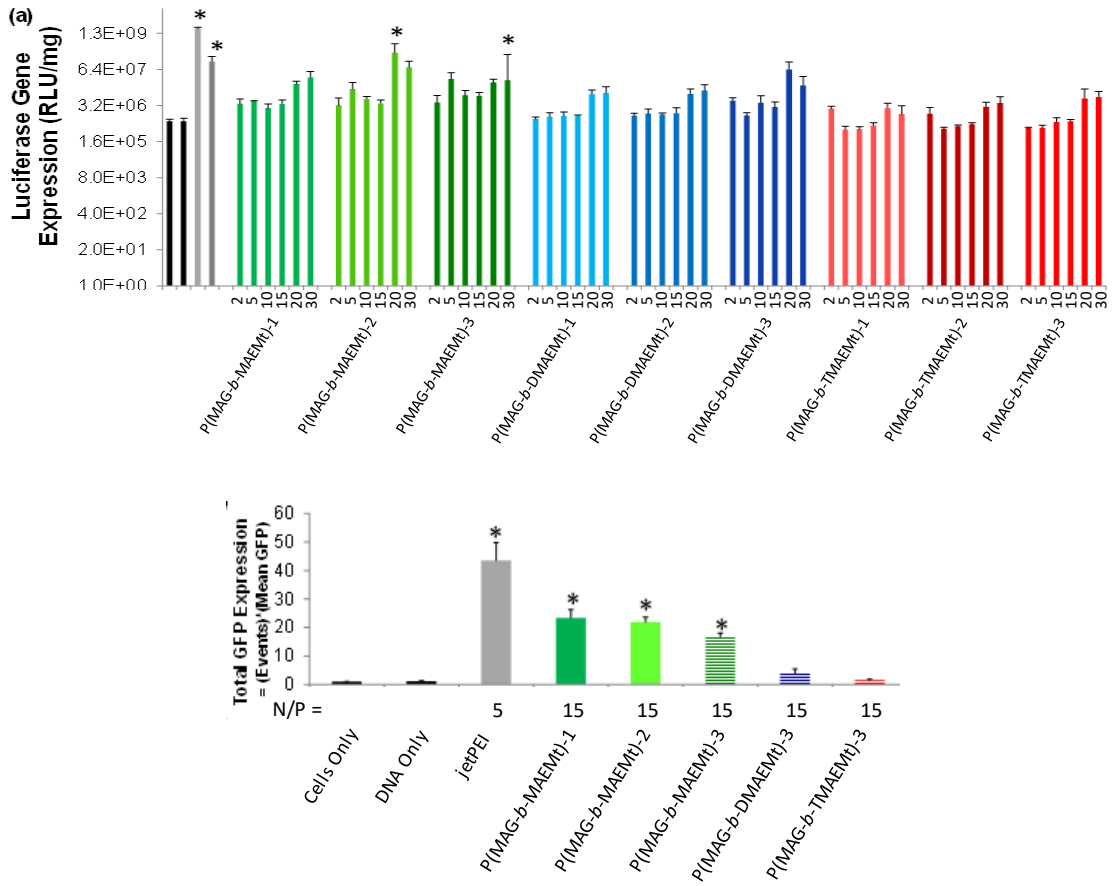 (a)
Luciferase Gene
Expression (RLU/mg)
1.3E+09
6.4E+07
3.2E+06
1.6E+05
8.0E+03
4.0E+02
2.0E+01
1.0E+00
* * * *
2 5 10 15 20 30 2 5 10 15 20 30 2 5 10 15 20 30 2 5 10 15 20 30 2 5 10 15 20 30 2 5 10 15 20 30 2 5 10 15 20 30 2 5 10 15 20 30 2 5 10 15 20 30
P(MAG-b-MAEMt)-1
P(MAG-b-MAEMt)-2
P(MAG-b-MAEMt)-3
P(MAG-b-DMAEMt)-1
P(MAG-b-DMAEMt)-2
P(MAG-b-DMAEMt)-3
P(MAG-b-TMAEMt)-1
P(MAG-b-TMAEMt)-2
P(MAG-b-TMAEMt)-3
Total GFP Expression
= (Events)*(Mean GFP)
60
50
40
30
20
10
0
* * * *
N/P = 5 15 15 15 15 15
Cells Only
DNA Only
jetPEI
P(MAG-b-MAEMt)-1
P(MAG-b-MAEMt)-2
P(MAG-b-MAEMt)-3
P(MAG-b-DMAEMt)-3
P(MAG-b-TMAEMt)-3